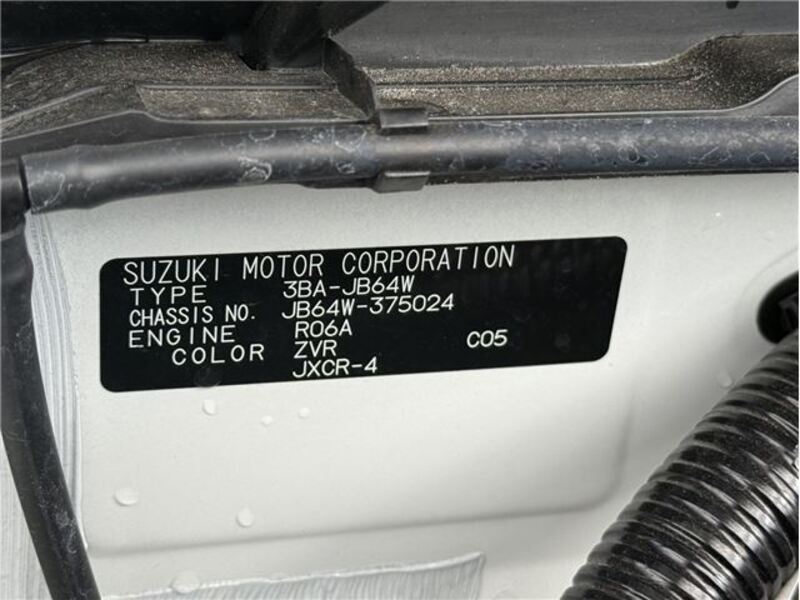 SUZUKI MOTOR CORPORATION
TYPE 3BA-JB64W
CHASSIS NO. JB64W-375024
ENGINE R06A
COLOR ZVR C05
JXCR-4